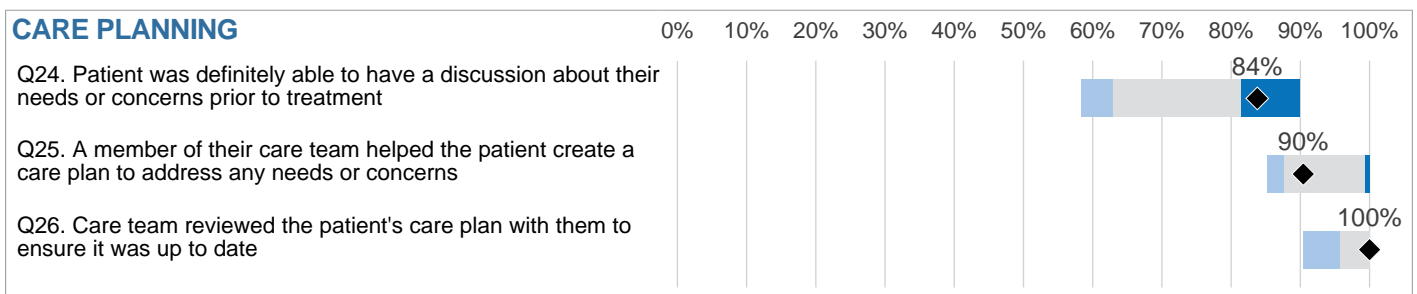 CARE PLANNING
0% 10% 20% 30% 40% 50% 60% 70% 80% 90% 100%
Q24. Patient was definitely able to have a discussion about their
needs or concerns prior to treatment
84%
Q25. A member of their care team helped the patient create a
care plan to address any needs or concerns
90%
Q26. Care team reviewed the patient's care plan with them to
ensure it was up to date
100%